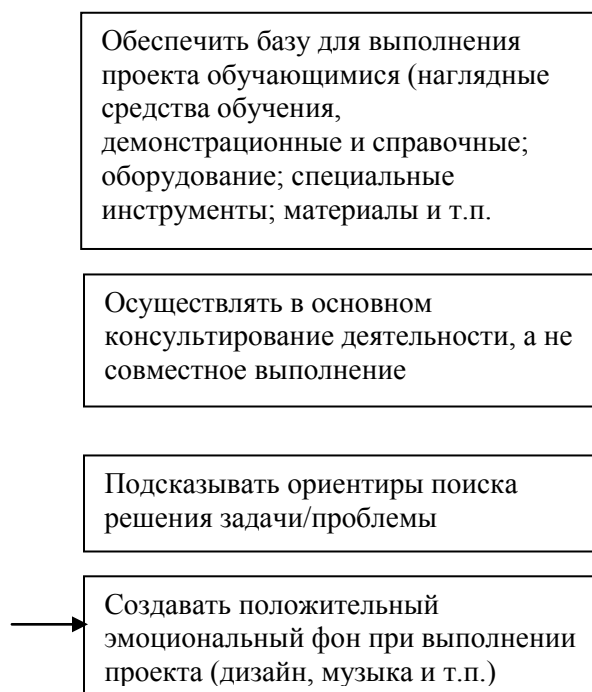 Обеспечить базу для выполнения
проекта обучающимися (наглядные
средства обучения,
демонстрационные и справочные;
оборудование; специальные
инструменты; материалы и т.п.
Осуществлять в основном
консультирование деятельности, а не
совместное выполнение
Подсказывать ориентиры поиска
решения задачи/проблемы
Создавать положительный
эмоциональный фон при выполнении
проекта (дизайн, музыка и т.п.)